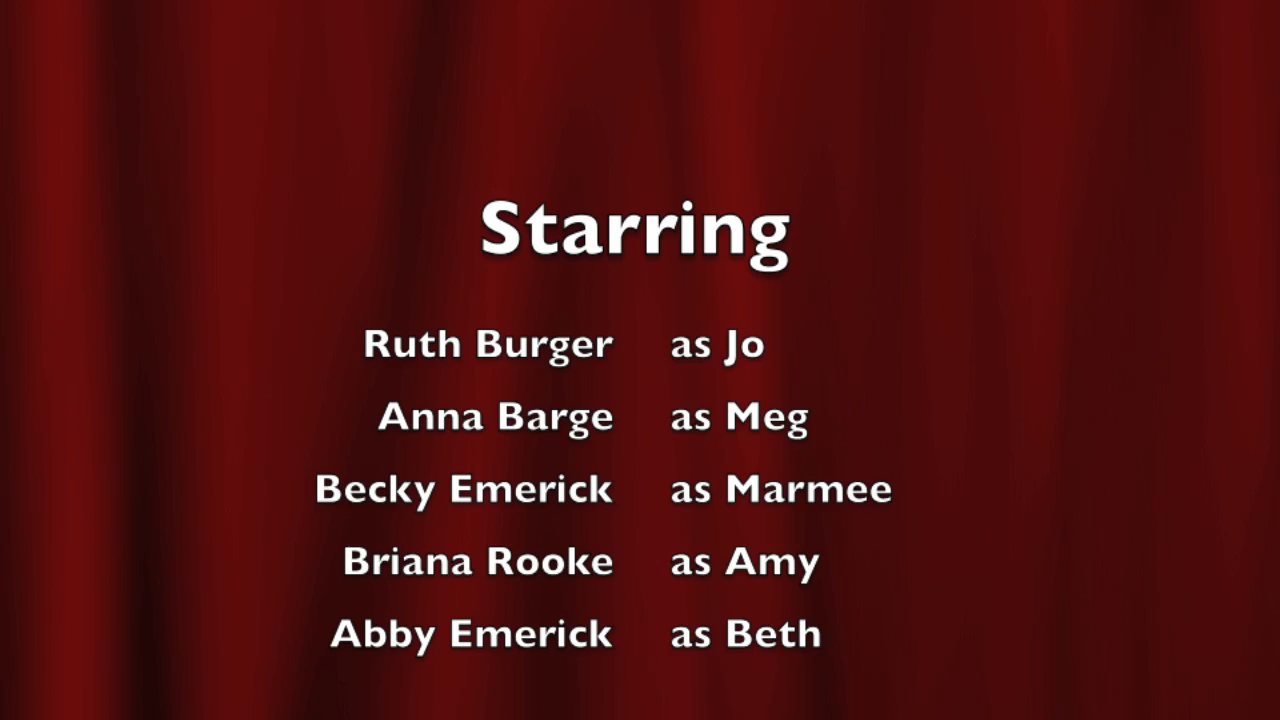 Starring
Ruth Burger as Jo
Anna Barge as Meg
Becky Emerick as Marmee
Briana Rooke as Amy
Abby Emerick as Beth